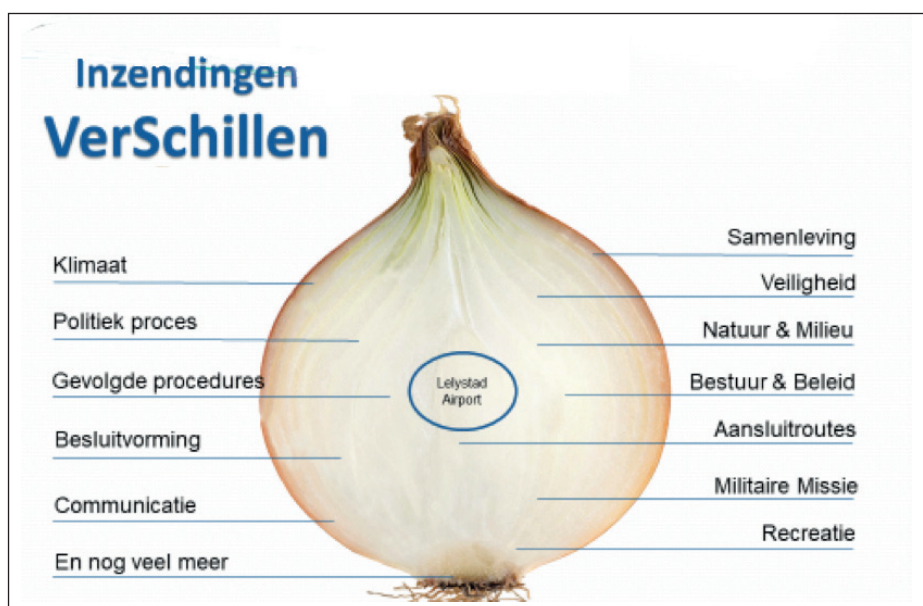 Inzendingen
VerSchillen
Klimaat
Politiek proces
Gevolgde procedures
Besluitvorming
Communicatie
En nog veel meer
Lelystad
Airport
Samenleving
Veiligheid
Natuur & Milieu
Bestuur & Beleid
Aansluitroutes
Militaire Missie
Recreatie